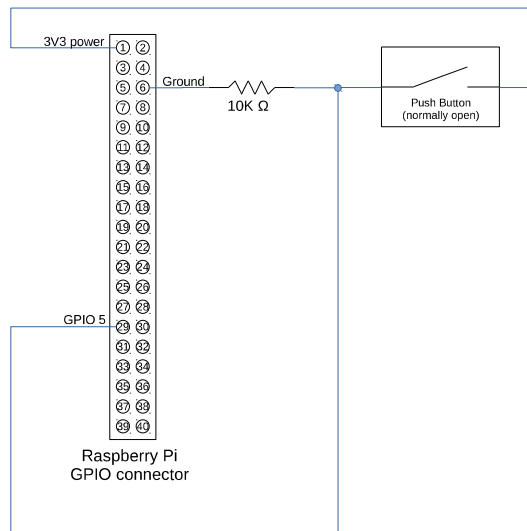 3V3 power
1 2
3 4
Ground
5 6
10K Ω
Push Button
(normally open)
7 8
9 10
11 12
13 14
15 16
17 18
19 20
21 22
23 24
25 26
27 28
GPIO 5
29 30
31 32
33 34
35 36
37 38
39 40
Raspberry Pi
GPIO connector